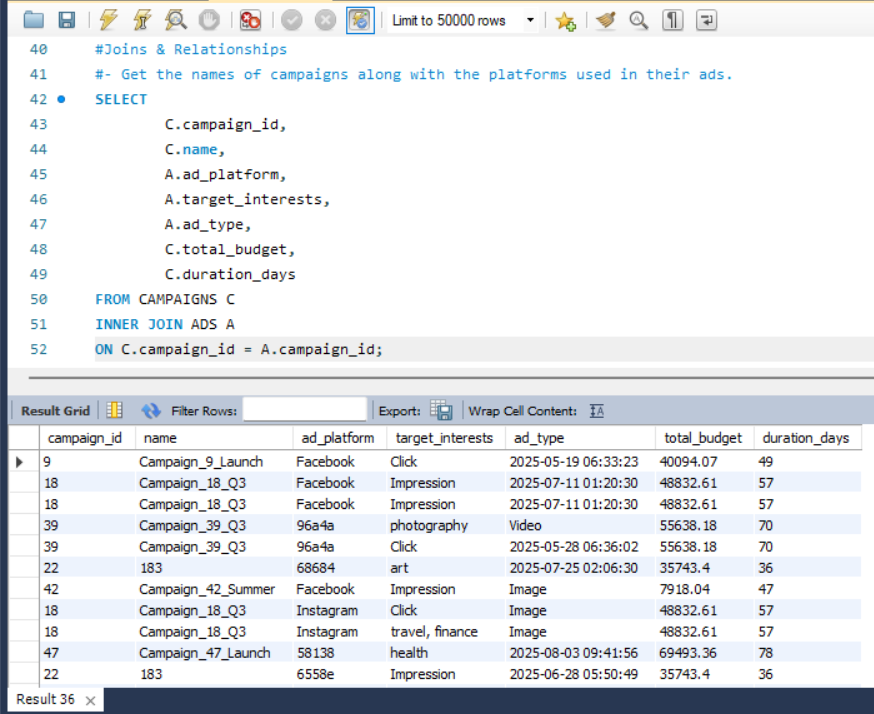 Limit to 50000 rows
40 #Joins & Relationships
41 #- Get the names of campaigns along with the platforms used in their ads.
42 SELECT
43 C.campaign_id,
44 C.name,
45 A.ad_platform,
46 A.target_interests,
47 A.ad_type,
48 C.total_budget,
49 C.duration_days
50 FROM CAMPAIGNS C
51 INNER JOIN ADS A
52 ON C.campaign_id = A.campaign_id;
Result Grid Filter Rows: Export: Wrap Cell Content: IA
campaign_id name ad_platform target_interests ad_type total_budget duration_days
9 Campaign_9_Launch Facebook Click 2025-05-19 06:33:23 40094.07 49
18 Campaign_18_Q3 Facebook Impression 2025-07-11 01:20:30 48832.61 57
18 Campaign_18_Q3 Facebook Impression 2025-07-11 01:20:30 48832.61 57
39 Campaign_39_Q3 96a4a photography Video 55638.18 70
39 Campaign_39_Q3 96a4a Click 2025-05-28 06:36:02 55638.18 70
22 183 68684 art 2025-07-25 02:06:30 35743.4 36
42 Campaign_42_Summer Facebook Impression Image 7918.04 47
18 Campaign_18_Q3 Instagram Click Image 48832.61 57
18 Campaign_18_Q3 Instagram travel, finance Image 48832.61 57
47 Campaign_47_Launch 58138 health 2025-08-03 09:41:56 69493.36 78
22 183 6558e Impression 2025-06-28 05:50:49 35743.4 36
Result 36